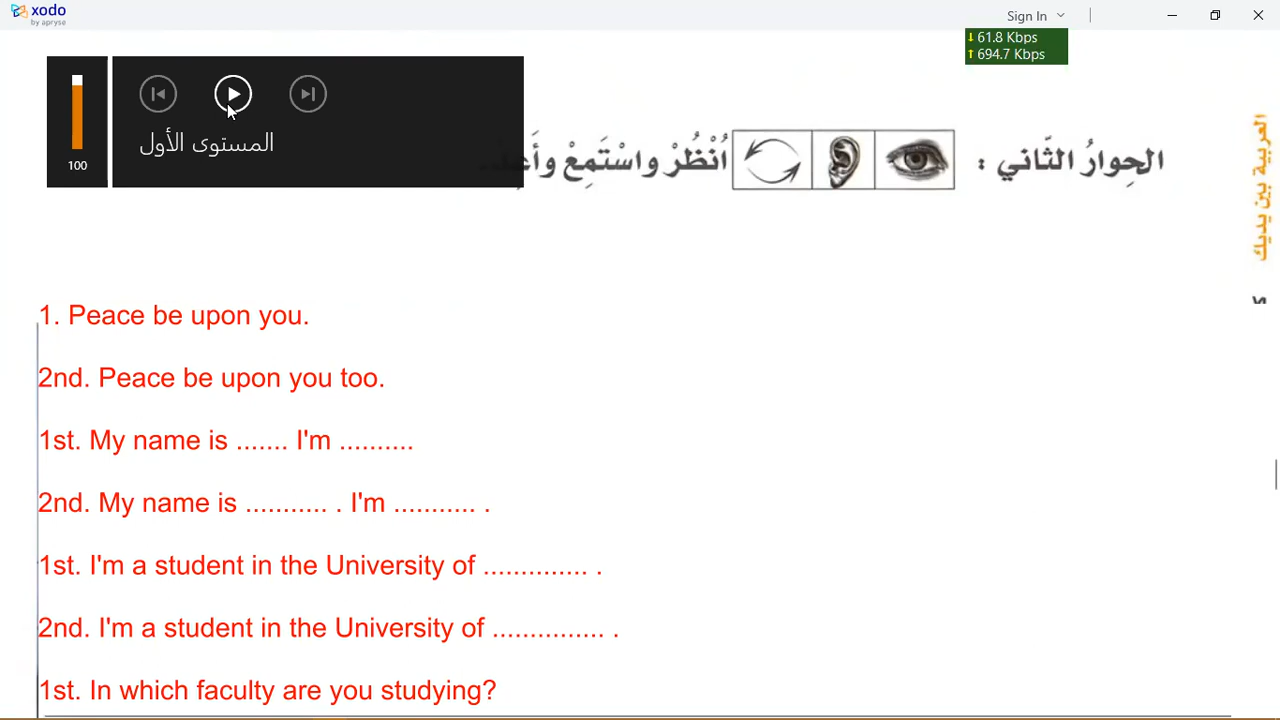 xodo
by apryse
Sign In
↓ 61.8 Kbps
↑ 694.7 Kbps
100
المستوى الأول
الحِوارُ الثّاني : اُنْظُرْ واسْتَمِعْ وأَعِدْ.
العربية بين يديك
1. Peace be upon you.
2nd. Peace be upon you too.
1st. My name is ....... I'm ..........
2nd. My name is ........... . I'm ........... .
1st. I'm a student in the University of .............. .
2nd. I'm a student in the University of ............... .
1st. In which faculty are you studying?